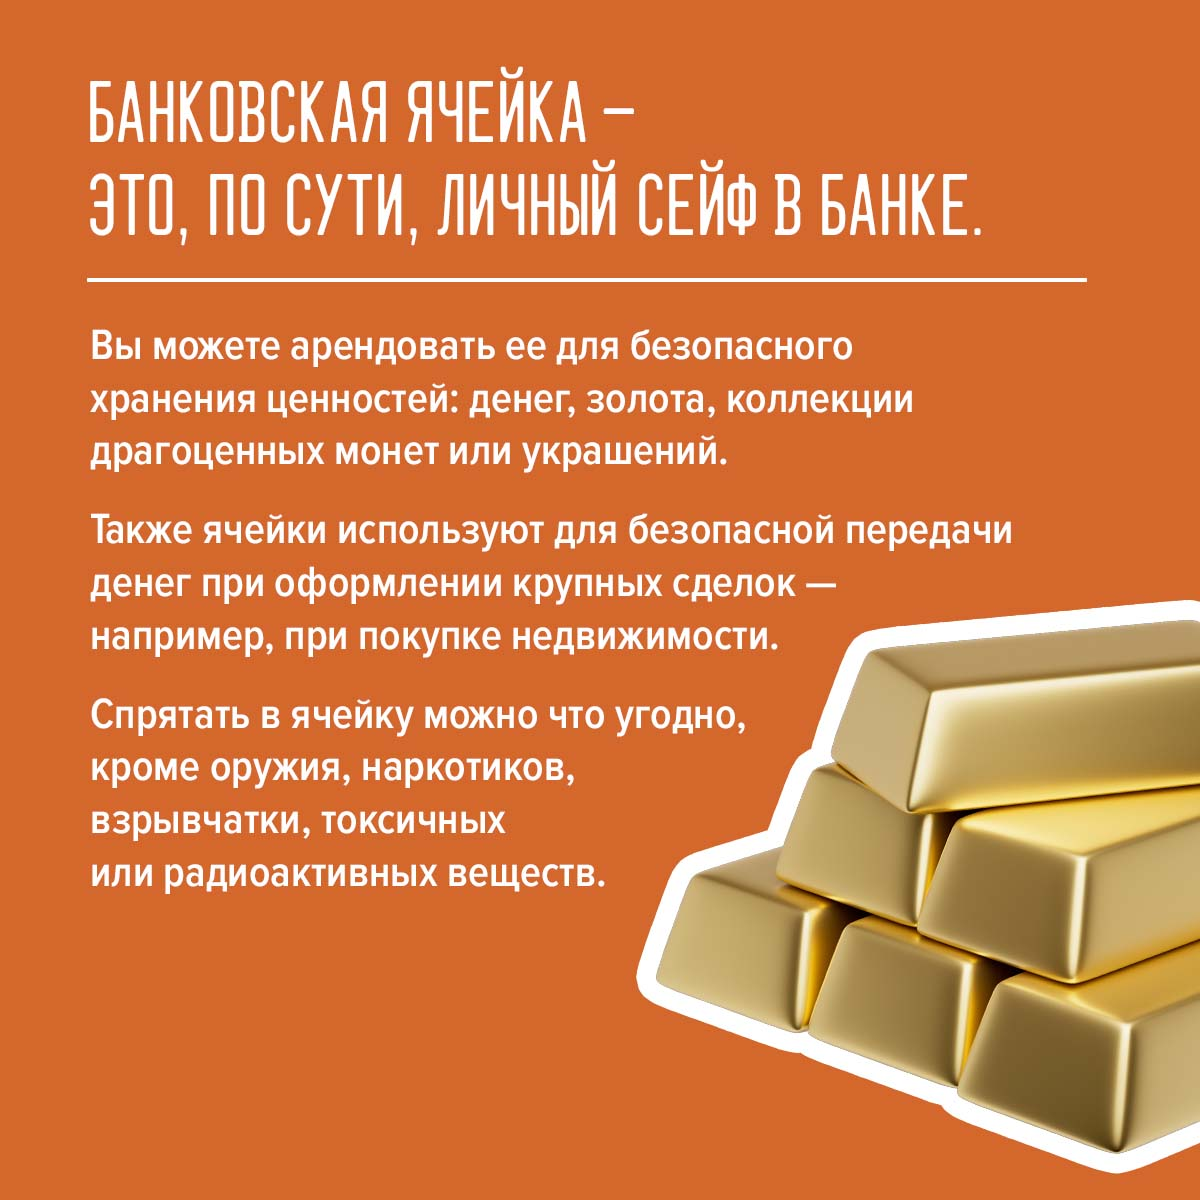 БАНКОВСКАЯ ЯЧЕЙКА –
ЭТО, ПО СУТИ, ЛИЧНЫЙ СЕЙФ В БАНКЕ.
Вы можете арендовать ее для безопасного
хранения ценностей: денег, золота, коллекции
драгоценных монет или украшений.
Также ячейки используют для безопасной передачи
денег при оформлении крупных сделок —
например, при покупке недвижимости.
Спрятать в ячейку можно что угодно,
кроме оружия, наркотиков,
взрывчатки, токсичных
или радиоактивных веществ.